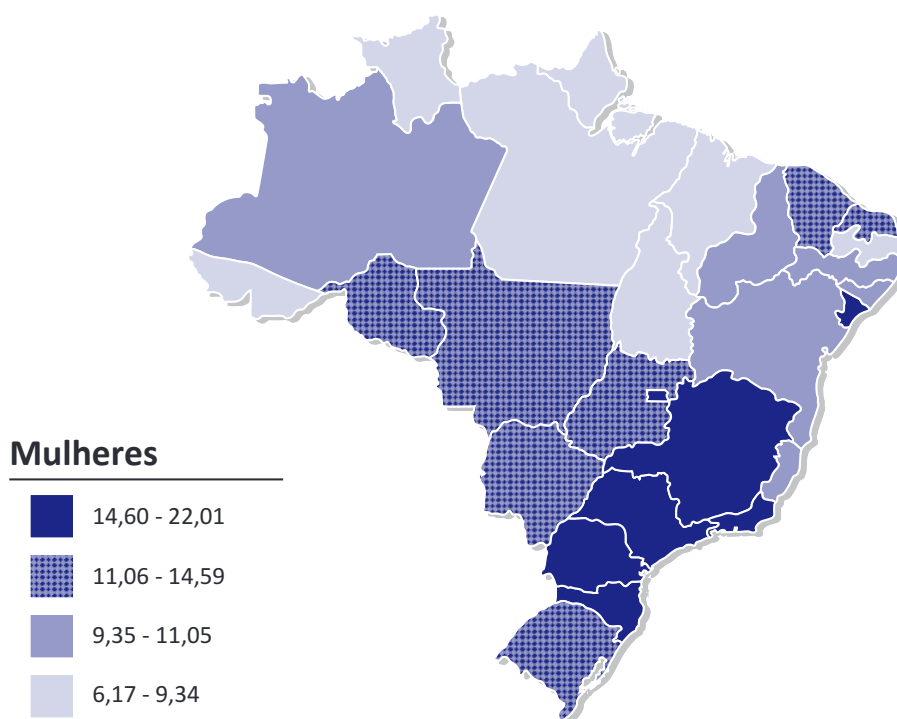 Mulheres
14,60 - 22,01
11,06 - 14,59
9,35 - 11,05
6,17 - 9,34